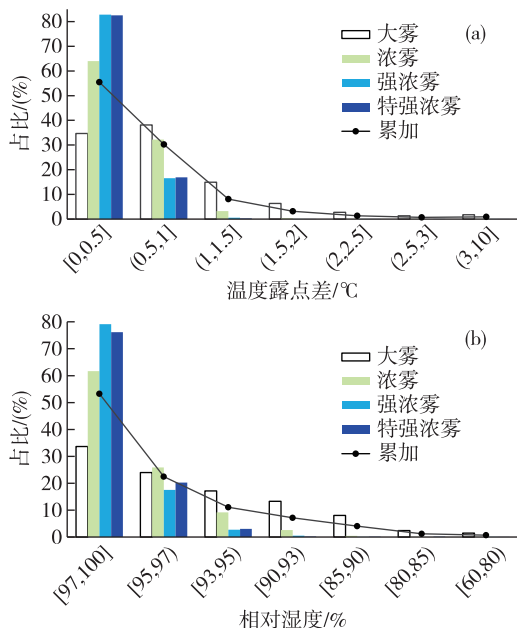 80
70
60
50
40
30
20
10
0
占比/(%)
(a)
大雾
浓雾
强浓雾
特强浓雾
累加
[0,0.5]
(0.5,1]
(1,1.5]
(1.5,2]
(2,2.5]
(2.5,3]
(3,10]
温度露点差/℃
80
70
60
50
40
30
20
10
0
占比/(%)
(b)
大雾
浓雾
强浓雾
特强浓雾
累加
[97,100]
[95,97)
[93,95)
[90,93)
[85,90)
[80,85)
[60,80)
相对湿度/%